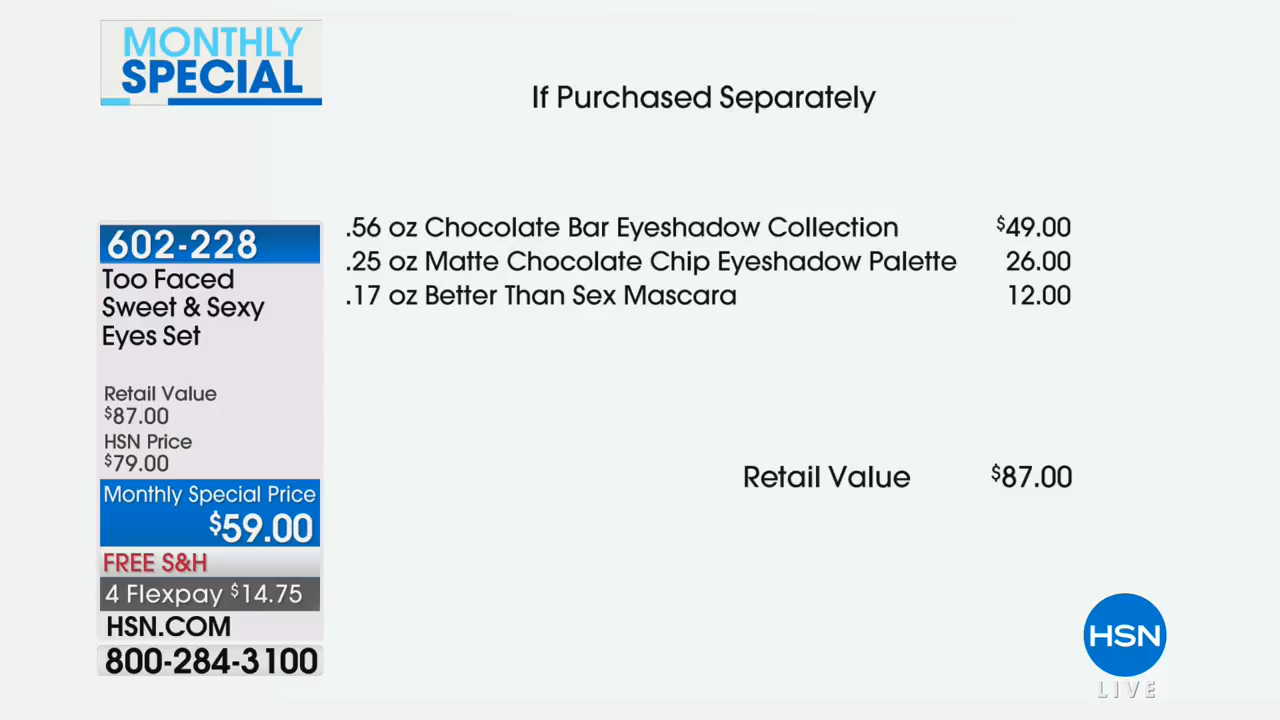 MONTHLY
SPECIAL
If Purchased Separately
.56 oz Chocolate Bar Eyeshadow Collection $49.00
.25 oz Matte Chocolate Chip Eyeshadow Palette 26.00
.17 oz Better Than Sex Mascara 12.00
Retail Value $87.00
602-228
Too Faced
Sweet & Sexy
Eyes Set
Retail Value
$87.00
HSN Price
$79.00
Monthly Special Price
$59.00
FREE S&H
4 Flexpay $14.75
HSN.COM
800-284-3100
HSN
LIVE